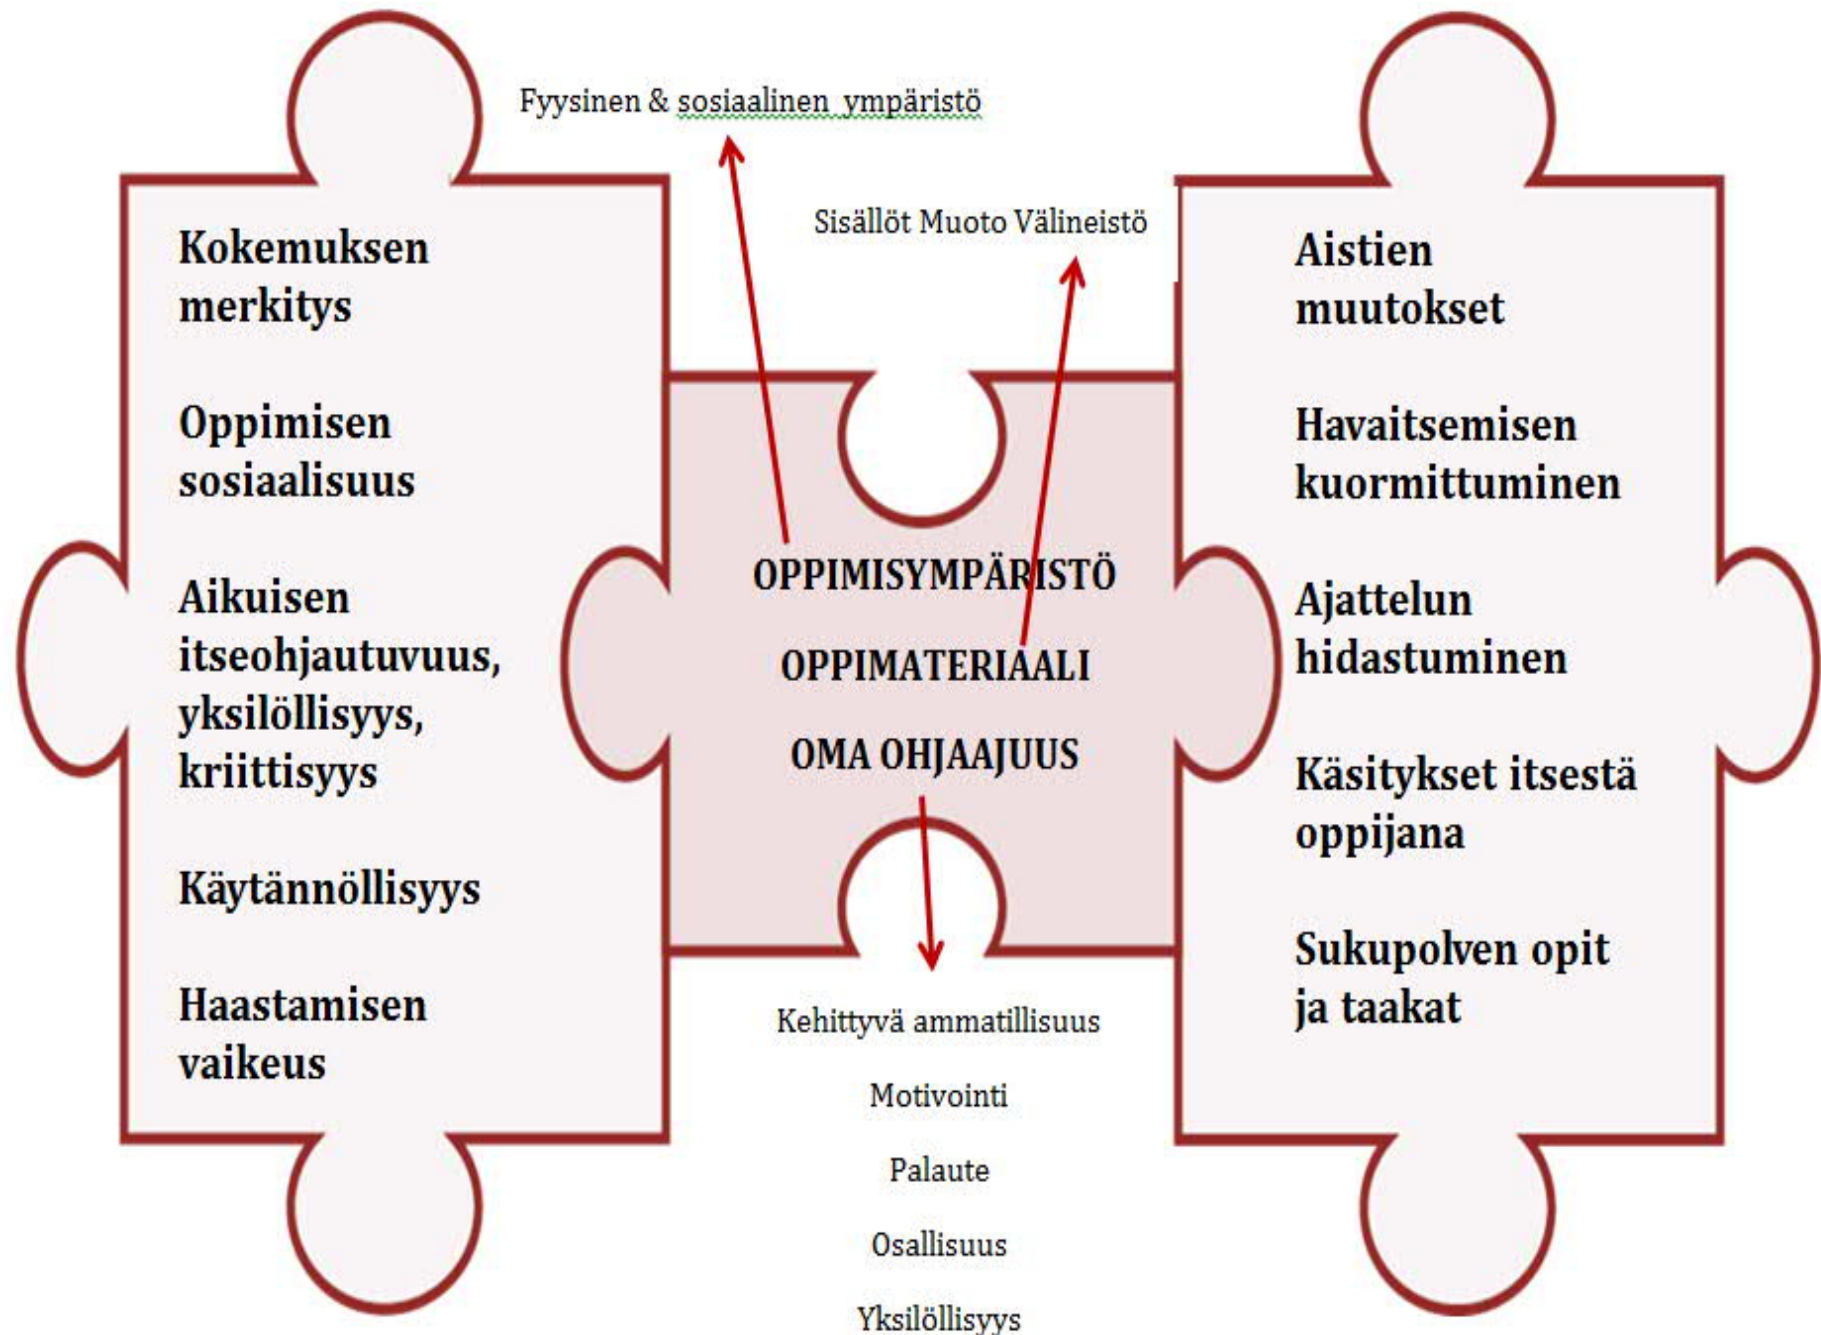 Fyysinen & sosiaalinen ympäristö
Sisällöt Muoto Välineistö
Kokemuksen
merkitys
Oppimisen
sosiaalisuus
Aikuisen
itseohjautuvuus,
yksilöllisyys,
kriittisyys
Käytännöllisyys
Haastamisen
vaikeus
OPPIMISYMPÄRISTÖ
OPPIMATERIAALI
OMA OHJAAJUUS
Kehittyvä ammatillisuus
Motivointi
Palaute
Osallisuus
Yksilöllisyys
Aistien
muutokset
Havaitsemisen
kuormittuminen
Ajattelun
hidastuminen
Käsitykset itsestä
oppijana
Sukupolven opit
ja taakat